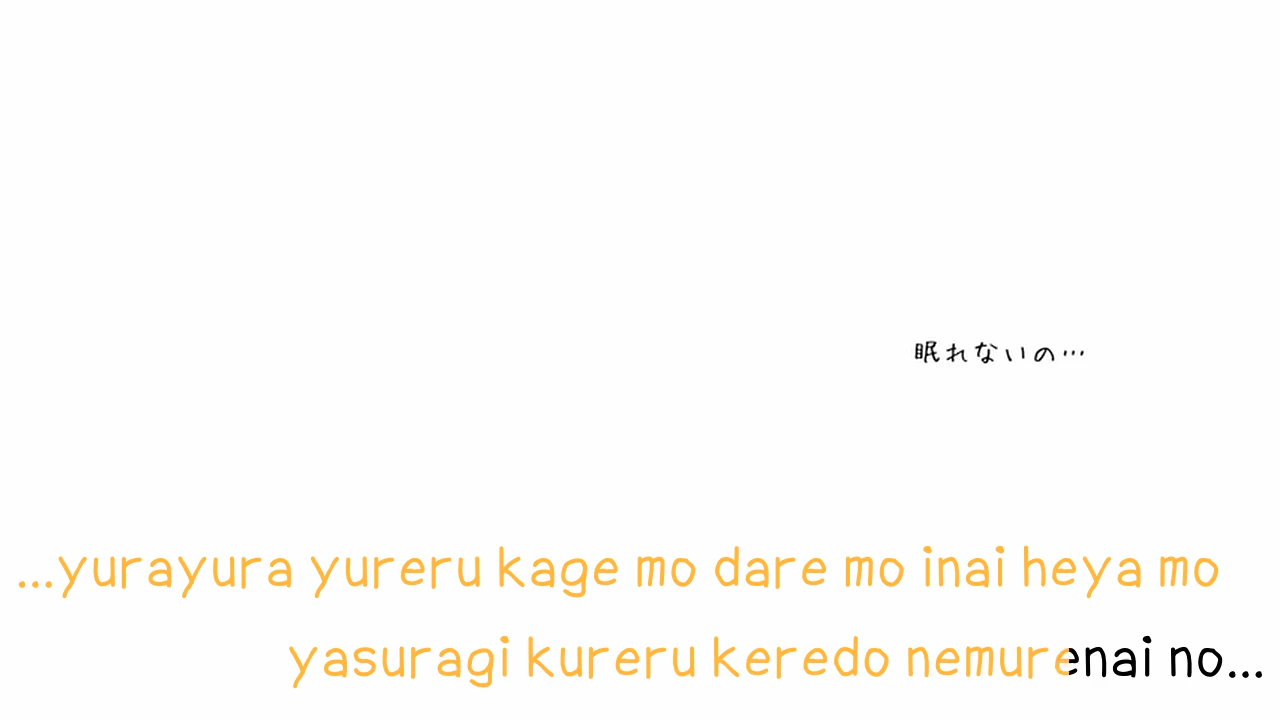 眠れないの…
...yurayura yureru kage mo dare mo inai heya mo
yasuragi kureru keredo nemurenai no...